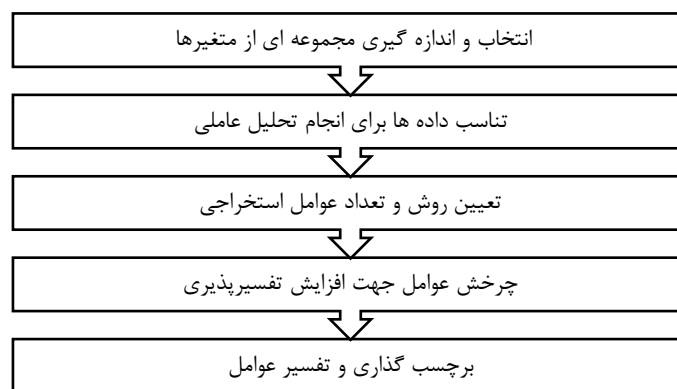 انتخاب و اندازه گیری مجموعه ای از متغیرها
تناسب داده ها برای انجام تحلیل عاملی
تعیین روش و تعداد عوامل استخراجی
چرخش عوامل جهت افزایش تفسیرپذیری
برچسب گذاری و تفسیر عوامل